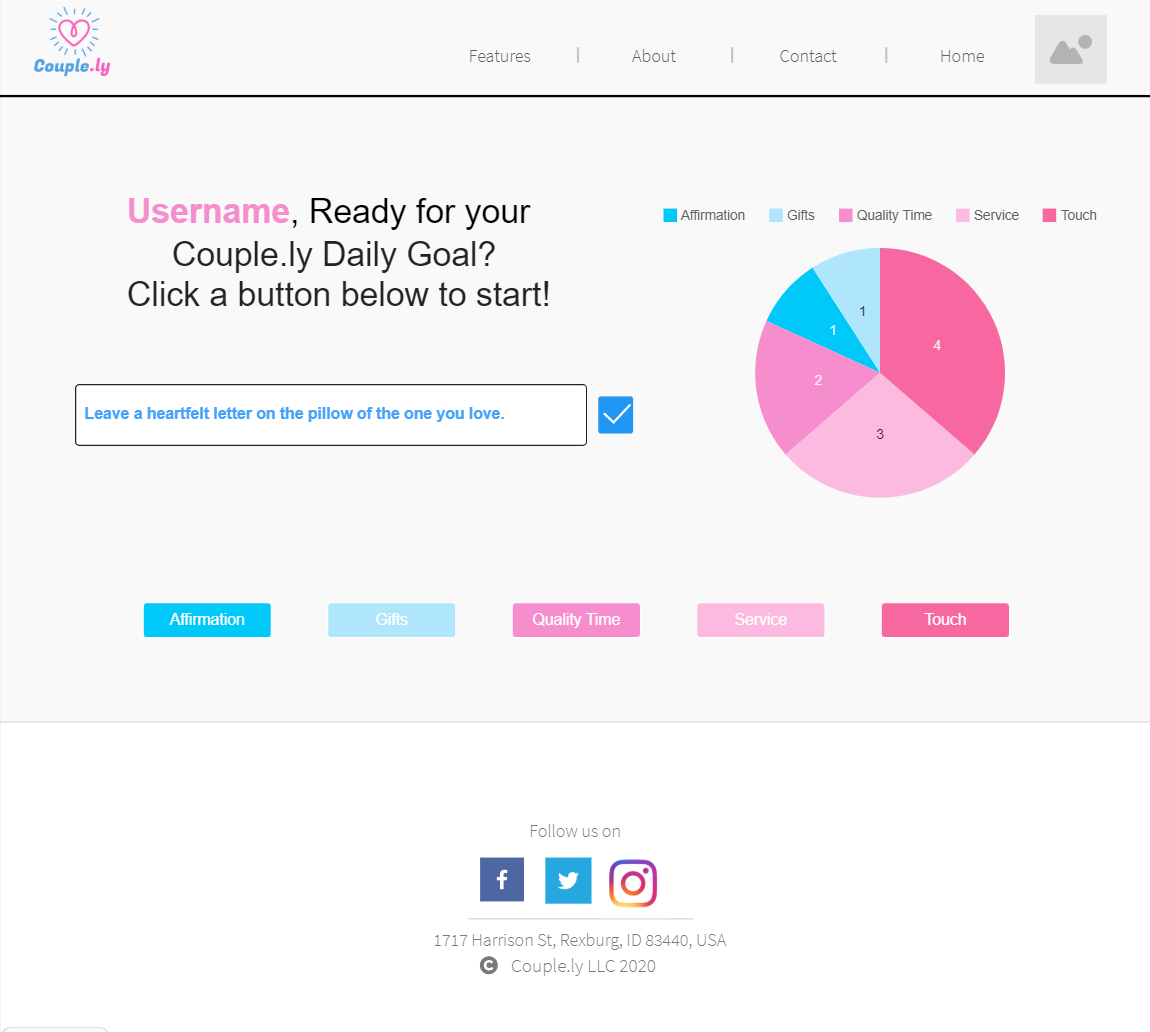 Couple.ly
Features | About | Contact | Home
Username, Ready for your
Couple.ly Daily Goal?
Click a button below to start!
Affirmation Gifts Quality Time Service Touch
1
1
4
2
3
Leave a heartfelt letter on the pillow of the one you love.
Affirmation Gifts Quality Time Service Touch
Follow us on
1717 Harrison St, Rexburg, ID 83440, USA
© Couple.ly LLC 2020